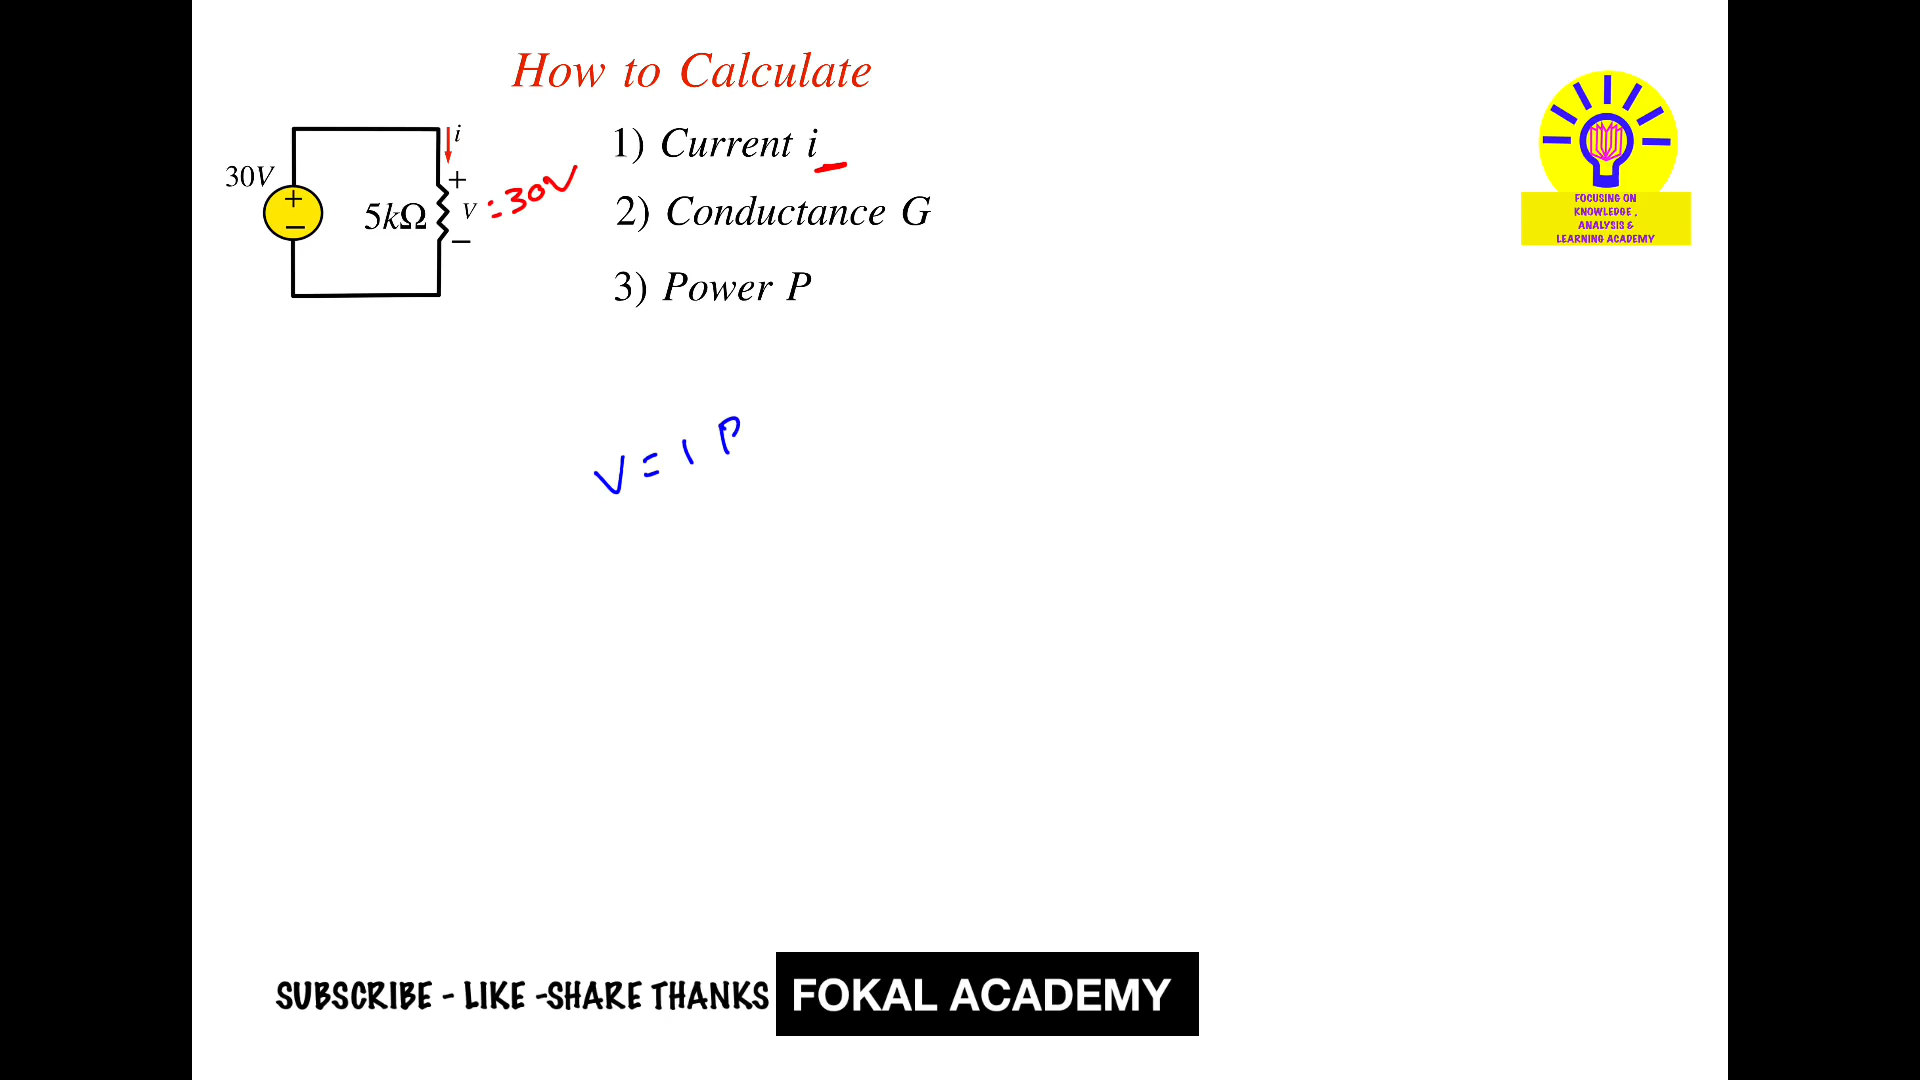 How to Calculate
1) Current i
2) Conductance G
3) Power P
30V
+
−
5kΩ
i
+
V = 30V
−
V = i P
FOCUSING ON
KNOWLEDGE ,
ANALYSIS &
LEARNING ACADEMY
SUBSCRIBE - LIKE -SHARE THANKS
FOKAL ACADEMY